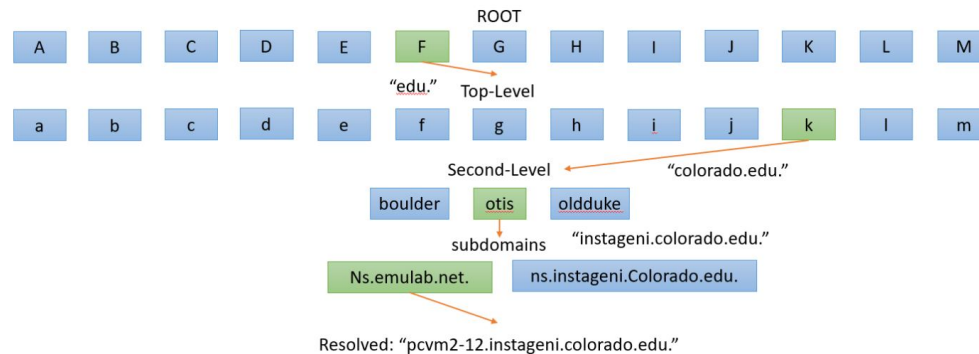 ROOT
A B C D E F G H I J K L M
“edu.”
Top-Level
a b c d e f g h i j k l m
Second-Level
“colorado.edu.”
boulder otis oldduke
“instageni.colorado.edu.”
subdomains
Ns.emulab.net. ns.instageni.Colorado.edu.
Resolved: “pcvm2-12.instageni.colorado.edu.”